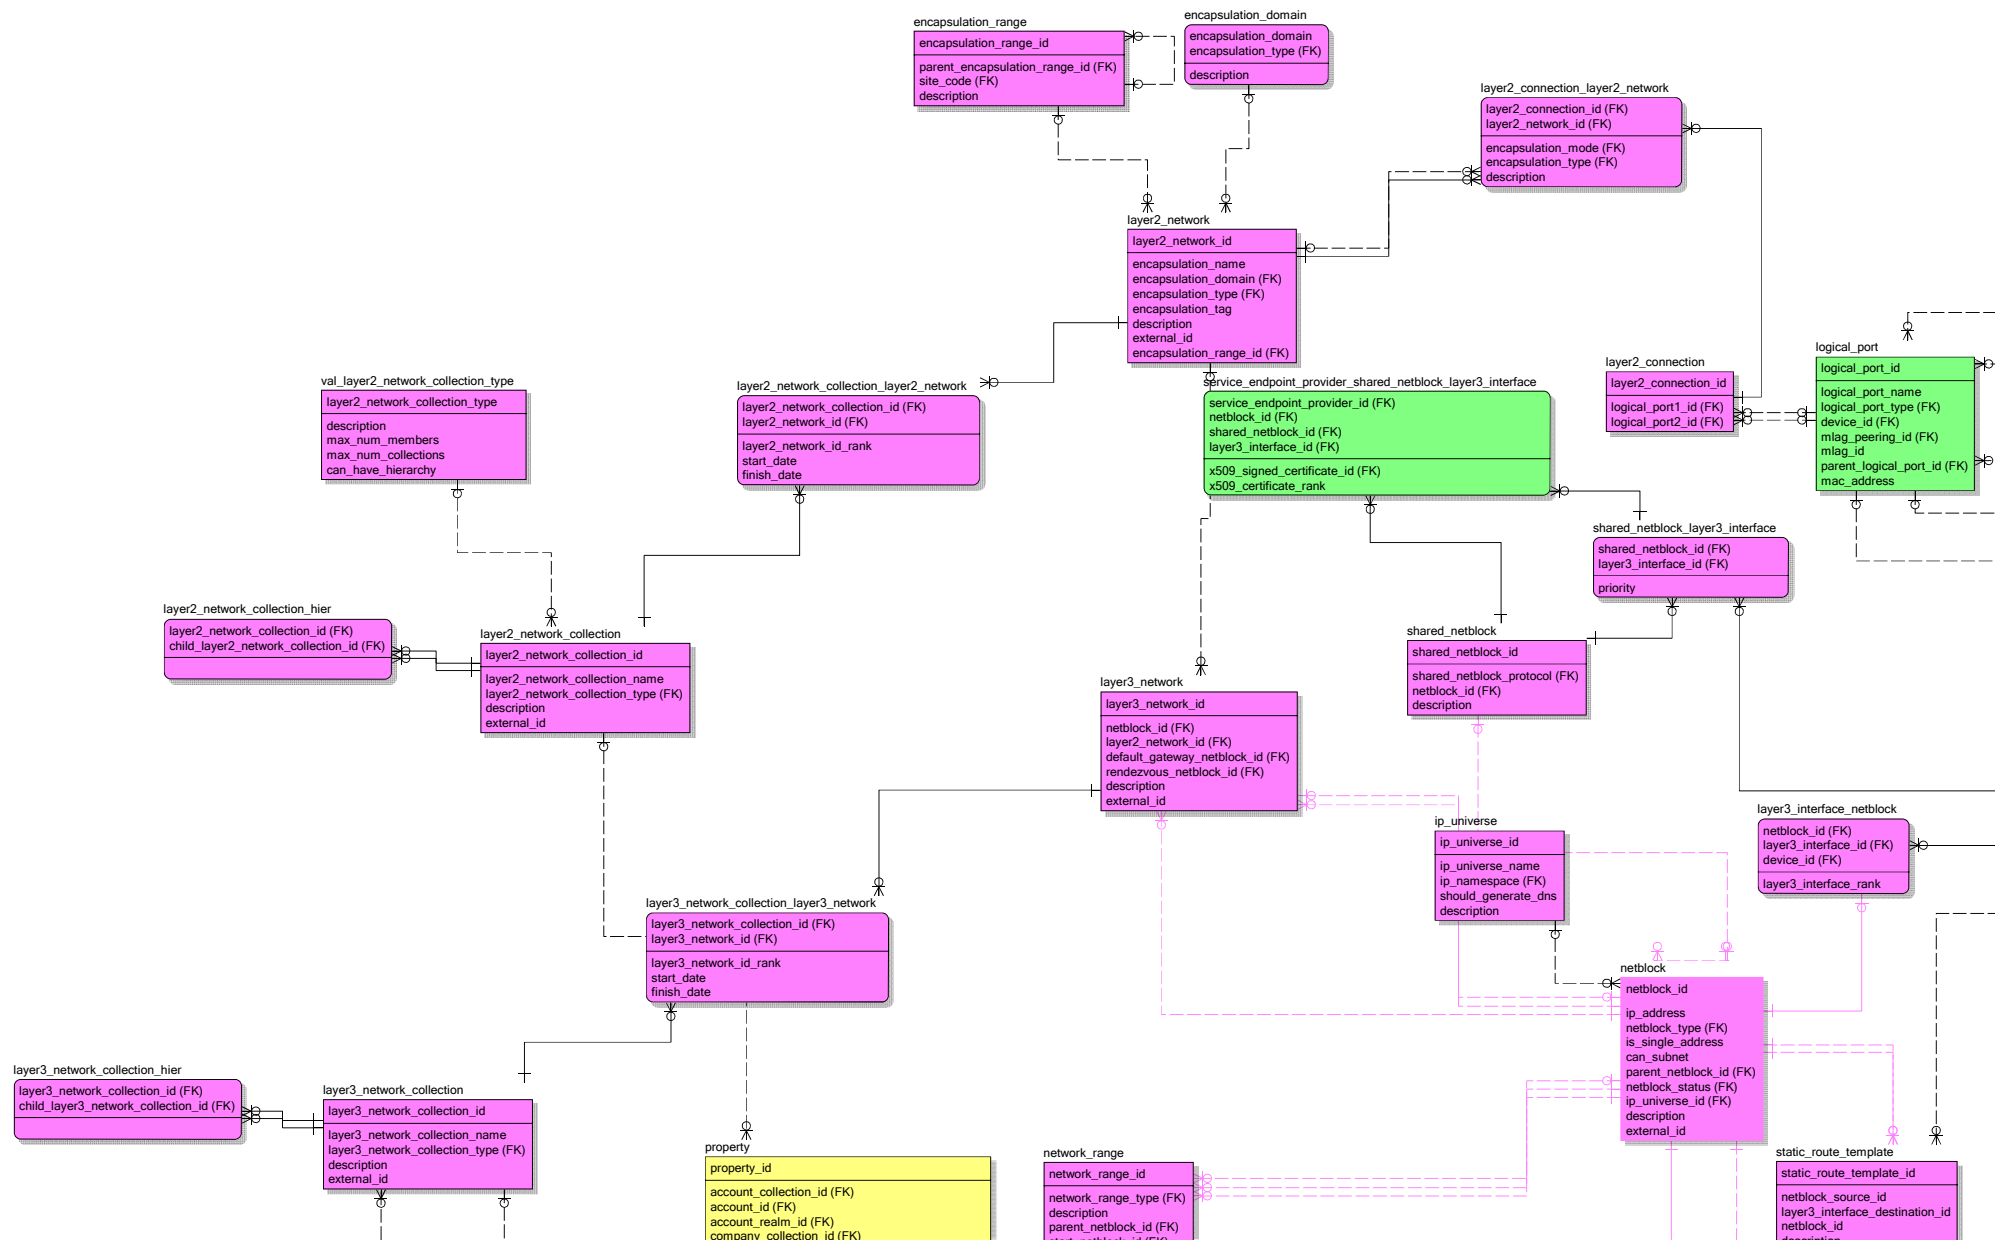 encapsulation_range
encapsulation_range_id
parent_encapsulation_range_id (FK)
site_code (FK)
description
encapsulation_domain
encapsulation_domain
encapsulation_type (FK)
description
layer2_connection_layer2_network
layer2_connection_id (FK)
layer2_network_id (FK)
encapsulation_mode (FK)
encapsulation_type (FK)
description
layer2_network
layer2_network_id
encapsulation_name
encapsulation_domain (FK)
encapsulation_type (FK)
encapsulation_tag
description
external_id
encapsulation_range_id (FK)
val_layer2_network_collection_type
layer2_network_collection_type
description
max_num_members
max_num_collections
can_have_hierarchy
layer2_network_collection_layer2_network
layer2_network_collection_id (FK)
layer2_network_id (FK)
layer2_network_id_rank
start_date
finish_date
service_endpoint_provider_shared_netblock_layer3_interface
service_endpoint_provider_id (FK)
netblock_id (FK)
shared_netblock_id (FK)
layer3_interface_id (FK)
x509_signed_certificate_id (FK)
x509_certificate_rank
layer2_connection
layer2_connection_id
logical_port1_id (FK)
logical_port2_id (FK)
logical_port
logical_port_id
logical_port_name
logical_port_type (FK)
device_id (FK)
mlag_peering_id (FK)
mlag_id
parent_logical_port_id (FK)
mac_address
shared_netblock_layer3_interface
shared_netblock_id (FK)
layer3_interface_id (FK)
priority
layer2_network_collection_hier
layer2_network_collection_id (FK)
child_layer2_network_collection_id (FK)
layer2_network_collection
layer2_network_collection_id
layer2_network_collection_name
layer2_network_collection_type (FK)
description
external_id
shared_netblock
shared_netblock_id
shared_netblock_protocol (FK)
netblock_id (FK)
description
layer3_network
layer3_network_id
netblock_id (FK)
layer2_network_id (FK)
default_gateway_netblock_id (FK)
rendezvous_netblock_id (FK)
description
external_id
ip_universe
ip_universe_id
ip_universe_name
ip_namespace (FK)
should_generate_dns
description
layer3_interface_netblock
netblock_id (FK)
layer3_interface_id (FK)
device_id (FK)
layer3_interface_rank
layer3_network_collection_layer3_network
layer3_network_collection_id (FK)
layer3_network_id (FK)
layer3_network_id_rank
start_date
finish_date
netblock
netblock_id
ip_address
netblock_type (FK)
is_single_address
can_subnet
parent_netblock_id (FK)
netblock_status (FK)
ip_universe_id (FK)
description
external_id
layer3_network_collection_hier
layer3_network_collection_id (FK)
child_layer3_network_collection_id (FK)
layer3_network_collection
layer3_network_collection_id
layer3_network_collection_name
layer3_network_collection_type (FK)
description
external_id
property
property_id
account_collection_id (FK)
account_id (FK)
account_realm_id (FK)
company_collection_id (FK)
network_range
network_range_id
network_range_type (FK)
description
parent_netblock_id (FK)
static_route_template
static_route_template_id
netblock_source_id
layer3_interface_destination_id
netblock_id